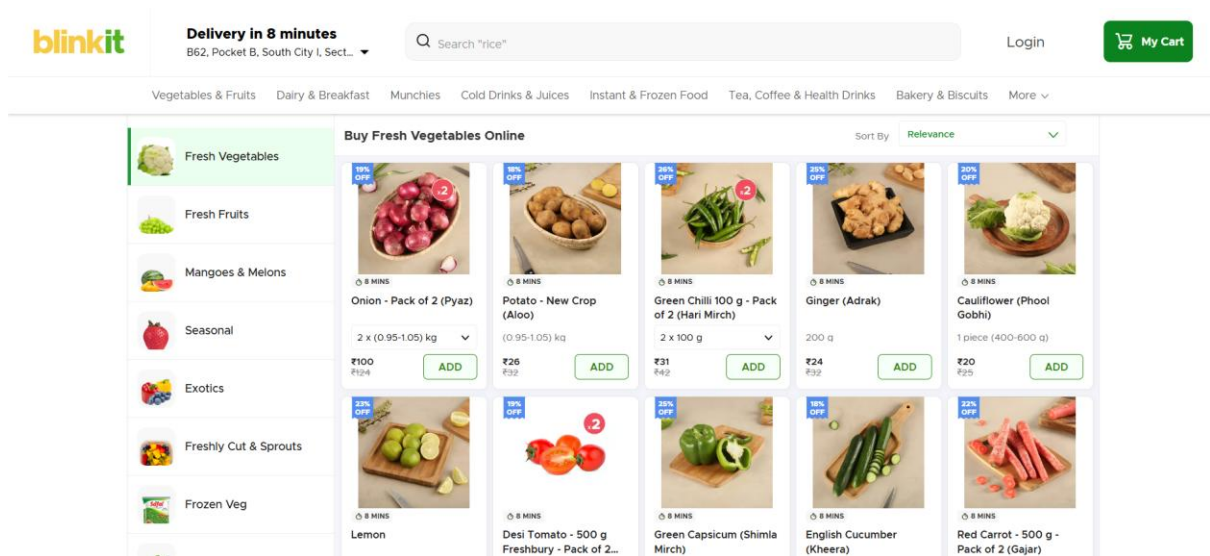 blinkit
Delivery in 8 minutes
B62, Pocket B, South City I, Sect...
Search "rice"
Login
My Cart
Vegetables & Fruits Dairy & Breakfast Munchies Cold Drinks & Juices Instant & Frozen Food Tea, Coffee & Health Drinks Bakery & Biscuits More
Fresh Vegetables
Fresh Fruits
Mangoes & Melons
Seasonal
Exotics
Freshly Cut & Sprouts
Frozen Veg
Buy Fresh Vegetables Online
Sort By Relevance
19% OFF
x2
8 MINS
Onion - Pack of 2 (Pyaz)
2 x (0.95-1.05) kg
₹100
₹124
ADD
18% OFF
8 MINS
Potato - New Crop
(Aloo)
(0.95-1.05) kg
₹26
₹32
ADD
26% OFF
x2
8 MINS
Green Chilli 100 g - Pack
of 2 (Hari Mirch)
2 x 100 g
₹31
₹42
ADD
25% OFF
8 MINS
Ginger (Adrak)
200 g
₹24
₹32
ADD
20% OFF
8 MINS
Cauliflower (Phool
Gobhi)
1 piece (400-600 g)
₹20
₹25
ADD
23% OFF
8 MINS
Lemon
19% OFF
x2
8 MINS
Desi Tomato - 500 g
Freshbury - Pack of 2...
25% OFF
8 MINS
Green Capsicum (Shimla
Mirch)
18% OFF
8 MINS
English Cucumber
(Kheera)
22% OFF
8 MINS
Red Carrot - 500 g -
Pack of 2 (Gajar)